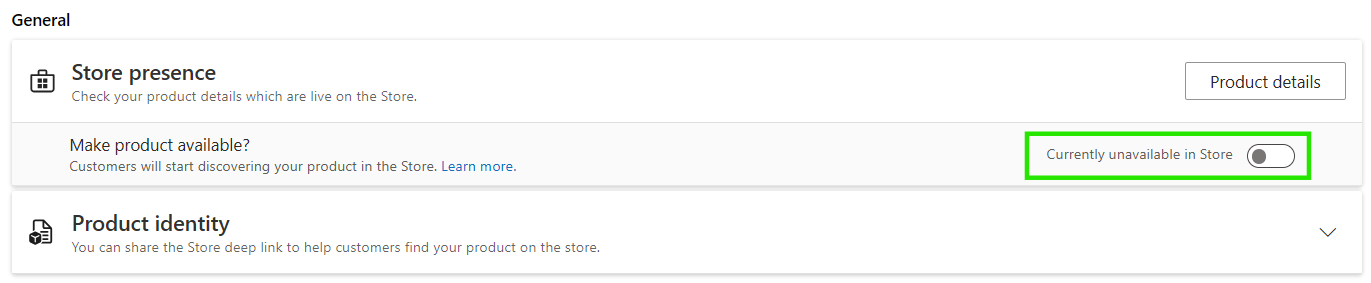 General
Store presence
Check your product details which are live on the Store.
Product details
Make product available?
Customers will start discovering your product in the Store. Learn more.
Currently unavailable in Store
Product identity
You can share the Store deep link to help customers find your product on the store.